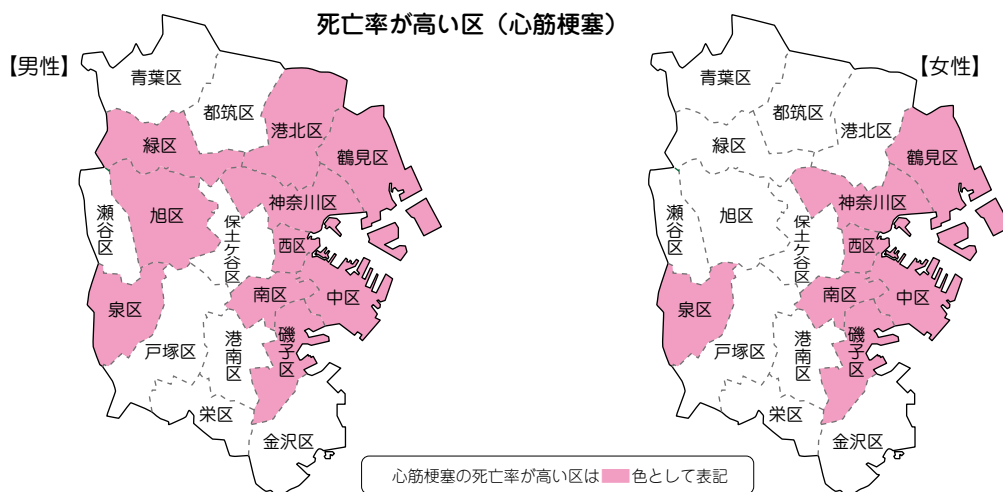 死亡率が高い区（心筋梗塞）
【男性】
青葉区
都筑区
港北区
緑区
鶴見区
神奈川区
旭区
瀬谷区
保土ケ谷区
西区
泉区
南区
中区
戸塚区
港南区
磯子区
栄区
金沢区
【女性】
青葉区
都筑区
港北区
緑区
鶴見区
神奈川区
旭区
瀬谷区
保土ケ谷区
西区
泉区
南区
中区
戸塚区
港南区
磯子区
栄区
金沢区
心筋梗塞の死亡率が高い区は色として表記